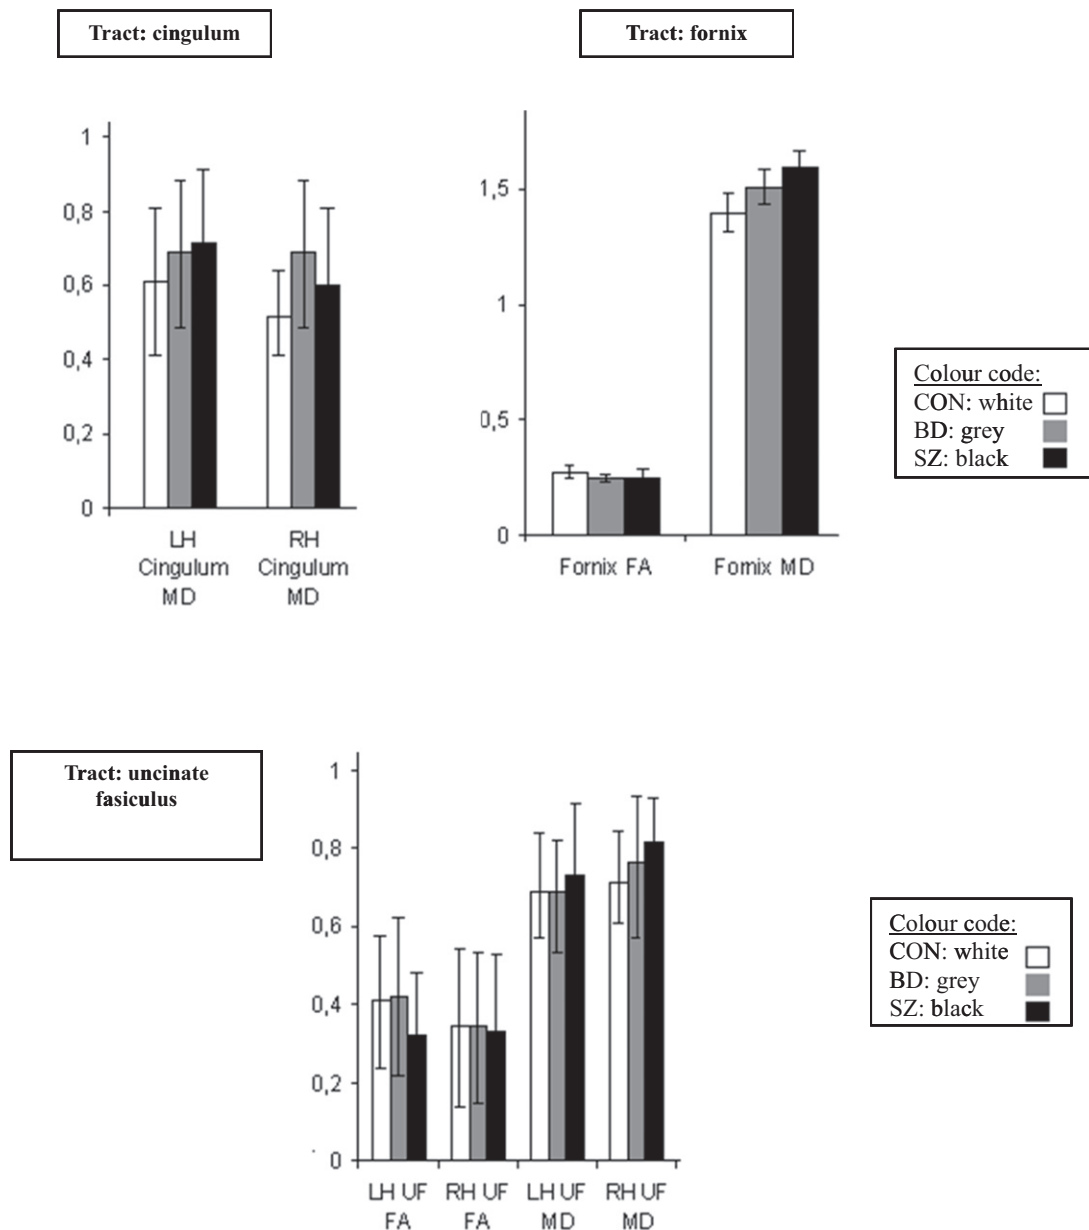 Tract: cingulum
Tract: fornix
1
0,8
0,6
0,4
0,2
0
LH
Cingulum
MD
RH
Cingulum
MD
1,5
1
0,5
0
Fornix FA
Fornix MD
Colour code:
CON: white
BD: grey
SZ: black
Tract: uncinate
fasiculus
1
0,8
0,6
0,4
0,2
0
LH UF
FA
RH UF
FA
LH UF
MD
RH UF
MD
Colour code:
CON: white
BD: grey
SZ: black